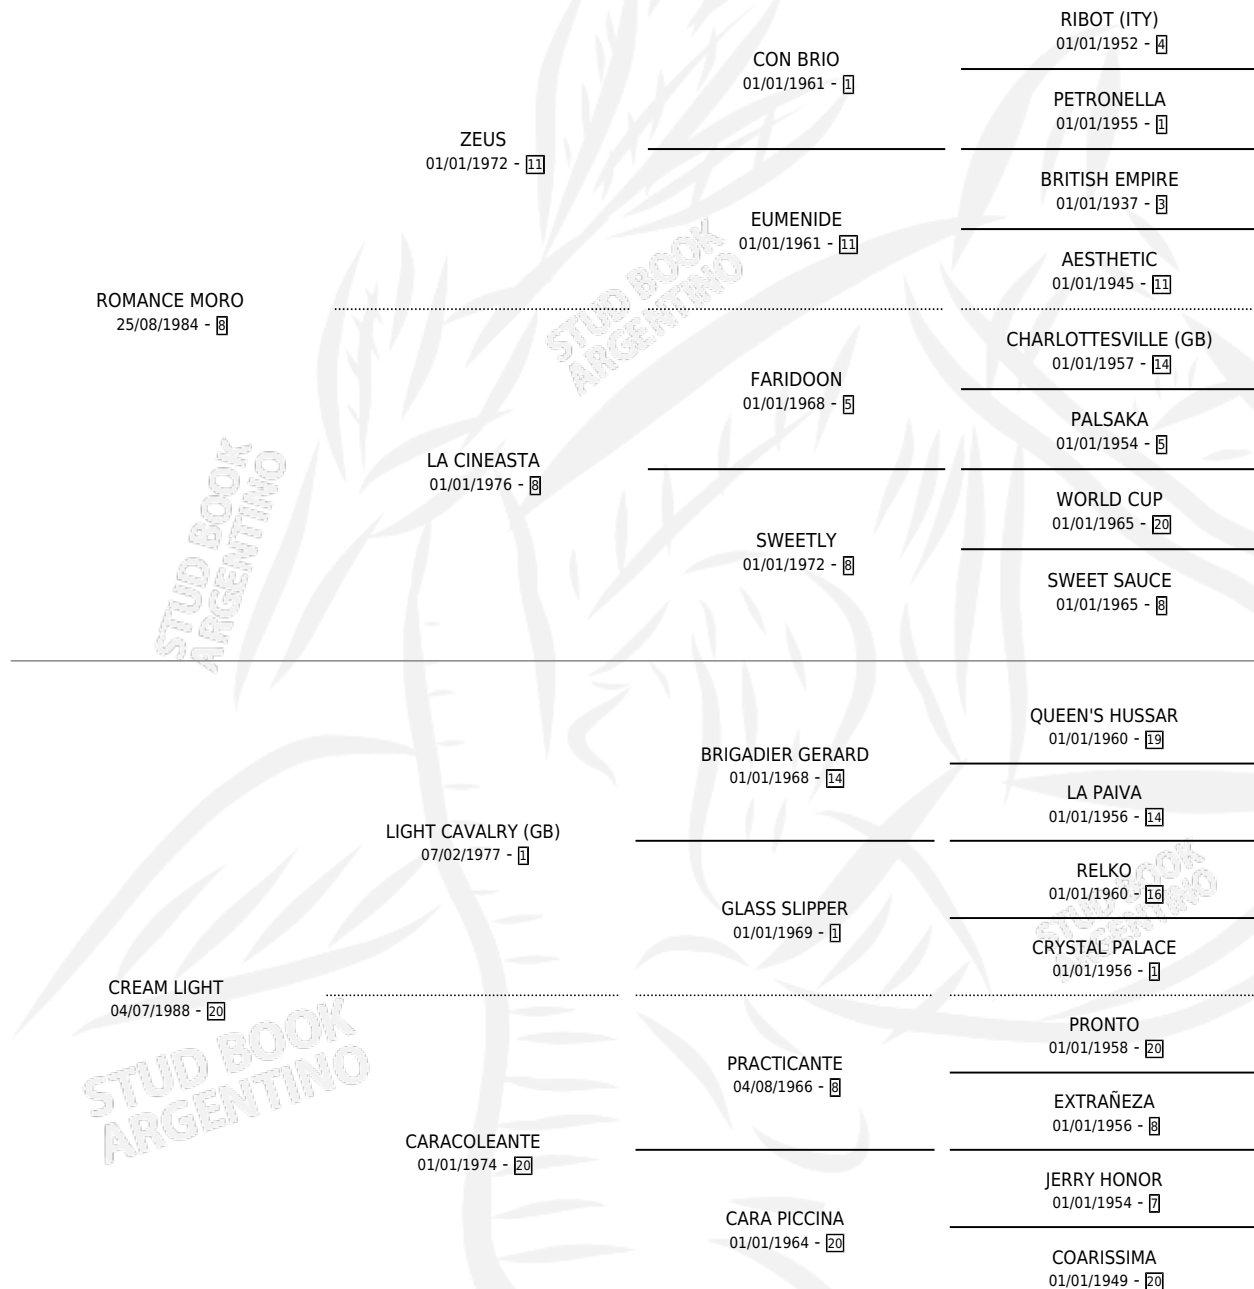 RIBOT (ITY)
01/01/1952 - 4
CON BRIO
01/01/1961 - 1
PETRONELLA
01/01/1955 - 1
ZEUS
01/01/1972 - 11
BRITISH EMPIRE
01/01/1937 - 3
EUMENIDE
01/01/1961 - 11
AESTHETIC
01/01/1945 - 11
ROMANCE MORO
25/08/1984 - 8
STUD BOOK
ARGENTINO
CHARLOTTESVILLE (GB)
01/01/1957 - 14
FARIDOON
01/01/1968 - 5
PALSAKA
01/01/1954 - 5
LA CINEASTA
01/01/1976 - 8
WORLD CUP
01/01/1965 - 20
SWEETLY
01/01/1972 - 8
SWEET SAUCE
01/01/1965 - 8
STUD BOOK
ARGENTINO
QUEEN'S HUSSAR
01/01/1960 - 19
BRIGADIER GERARD
01/01/1968 - 14
LA PAIVA
01/01/1956 - 14
LIGHT CAVALRY (GB)
07/02/1977 - 1
RELKO
01/01/1960 - 16
GLASS SLIPPER
01/01/1969 - 1
STUD BOOK
ARGENTINO
CRYSTAL PALACE
01/01/1956 - 1
CREAM LIGHT
04/07/1988 - 20
PRONTO
01/01/1958 - 20
STUD BOOK
ARGENTINO
PRACTICANTE
04/08/1966 - 8
EXTRAÑEZA
01/01/1956 - 8
CARACOLEANTE
01/01/1974 - 20
JERRY HONOR
01/01/1954 - 7
CARA PICCINA
01/01/1964 - 20
COARISSIMA
01/01/1949 - 20